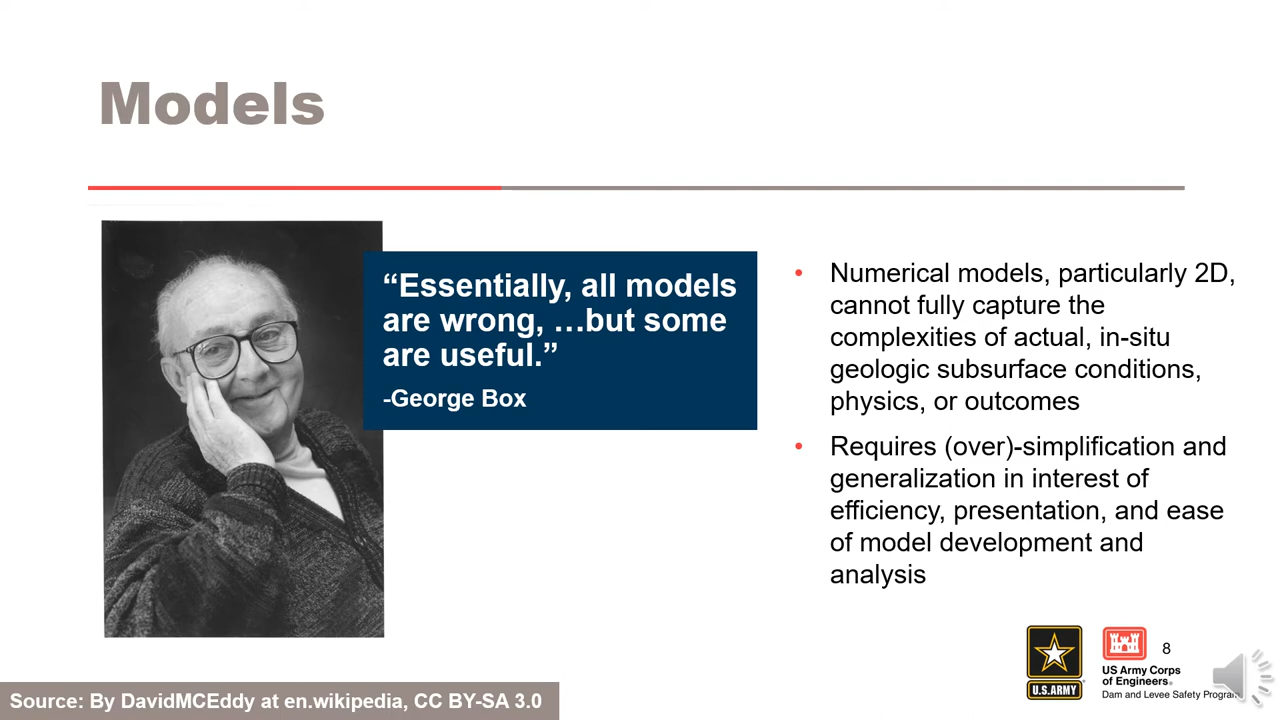 Models
“Essentially, all models
are wrong, …but some
are useful.”
-George Box
• Numerical models, particularly 2D,
cannot fully capture the
complexities of actual, in-situ
geologic subsurface conditions,
physics, or outcomes
• Requires (over)-simplification and
generalization in interest of
efficiency, presentation, and ease
of model development and
analysis
U.S.ARMY
US Army Corps
of Engineers®
Dam and Levee Safety Program
8
Source: By DavidMCEddy at en.wikipedia, CC BY-SA 3.0